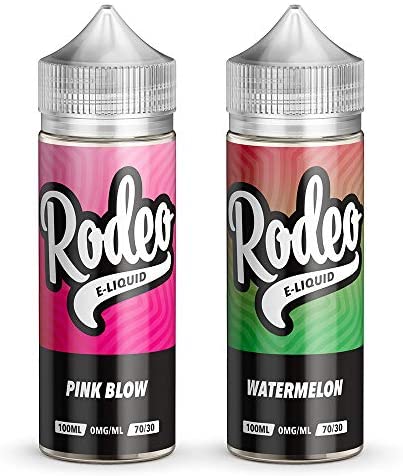 Rodeo
E-LIQUID
PINK BLOW
100ML 0MG/ML 70/30
Rodeo
E-LIQUID
WATERMELON
100ML 0MG/ML 70/30